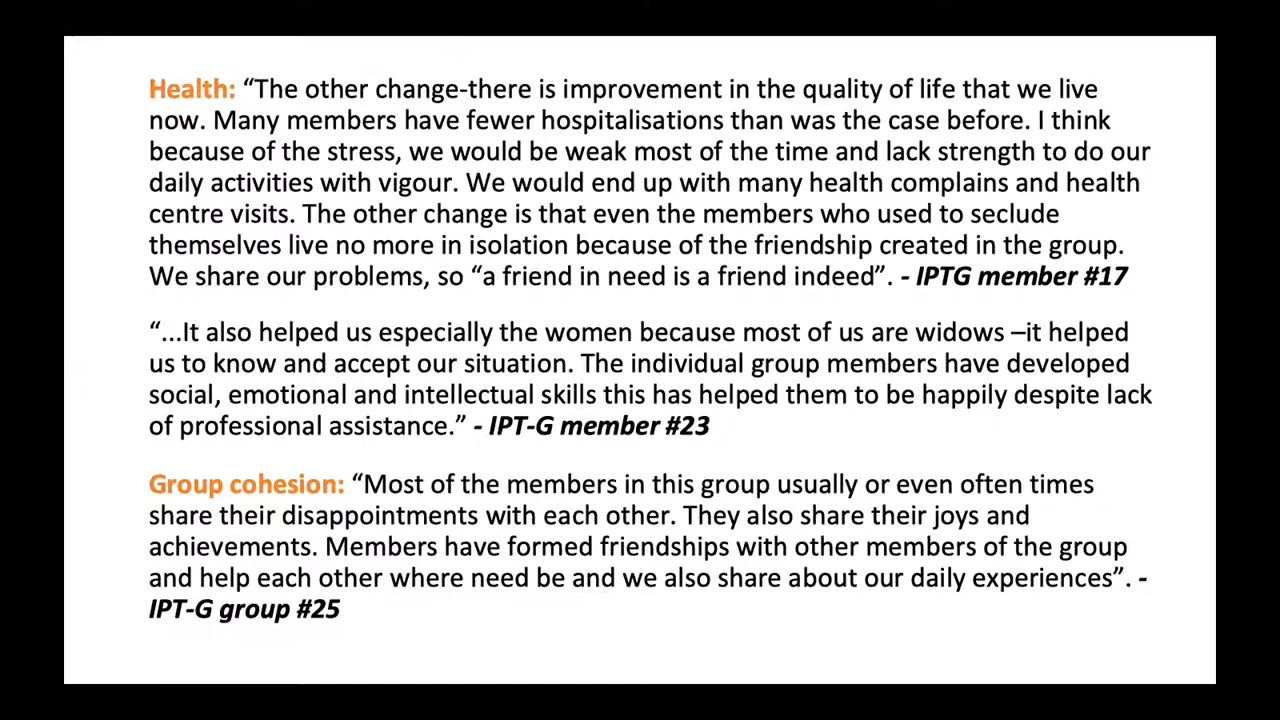 Health: “The other change-there is improvement in the quality of life that we live
now. Many members have fewer hospitalisations than was the case before. I think
because of the stress, we would be weak most of the time and lack strength to do our
daily activities with vigour. We would end up with many health complains and health
centre visits. The other change is that even the members who used to seclude
themselves live no more in isolation because of the friendship created in the group.
We share our problems, so “a friend in need is a friend indeed”. - IPTG member #17
“...It also helped us especially the women because most of us are widows –it helped
us to know and accept our situation. The individual group members have developed
social, emotional and intellectual skills this has helped them to be happily despite lack
of professional assistance.” - IPT-G member #23
Group cohesion: “Most of the members in this group usually or even often times
share their disappointments with each other. They also share their joys and
achievements. Members have formed friendships with other members of the group
and help each other where need be and we also share about our daily experiences”. -
IPT-G group #25